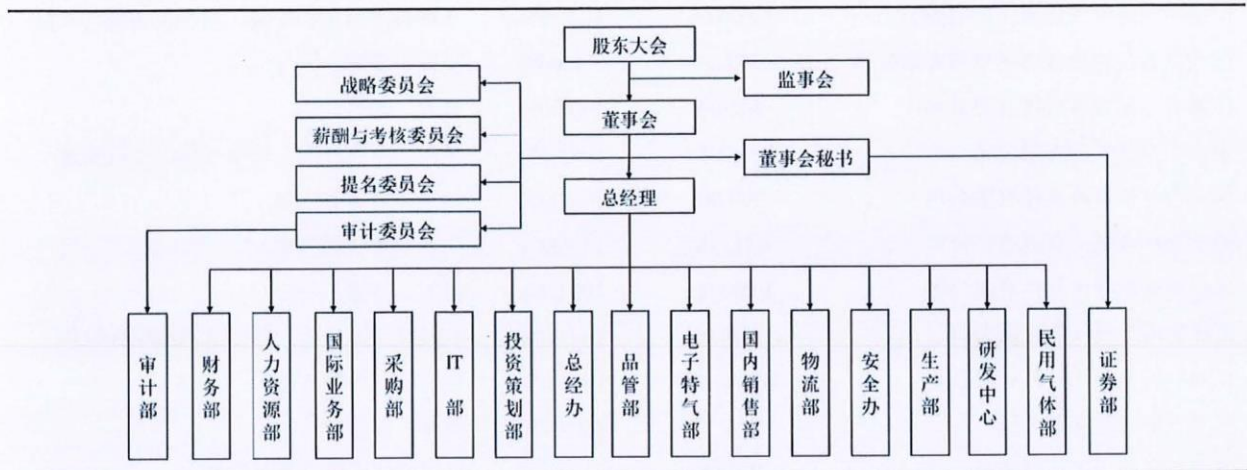 股东大会
战略委员会
监事会
薪酬与考核委员会
董事会
董事会秘书
提名委员会
总经理
审计委员会
审计部
财务部
人力资源部
国际业务部
采购部
IT 部
投资策划部
总经办
品管部
电子特气部
国内销售部
物流部
安全办
生产部
研发中心
民用气体部
证券部